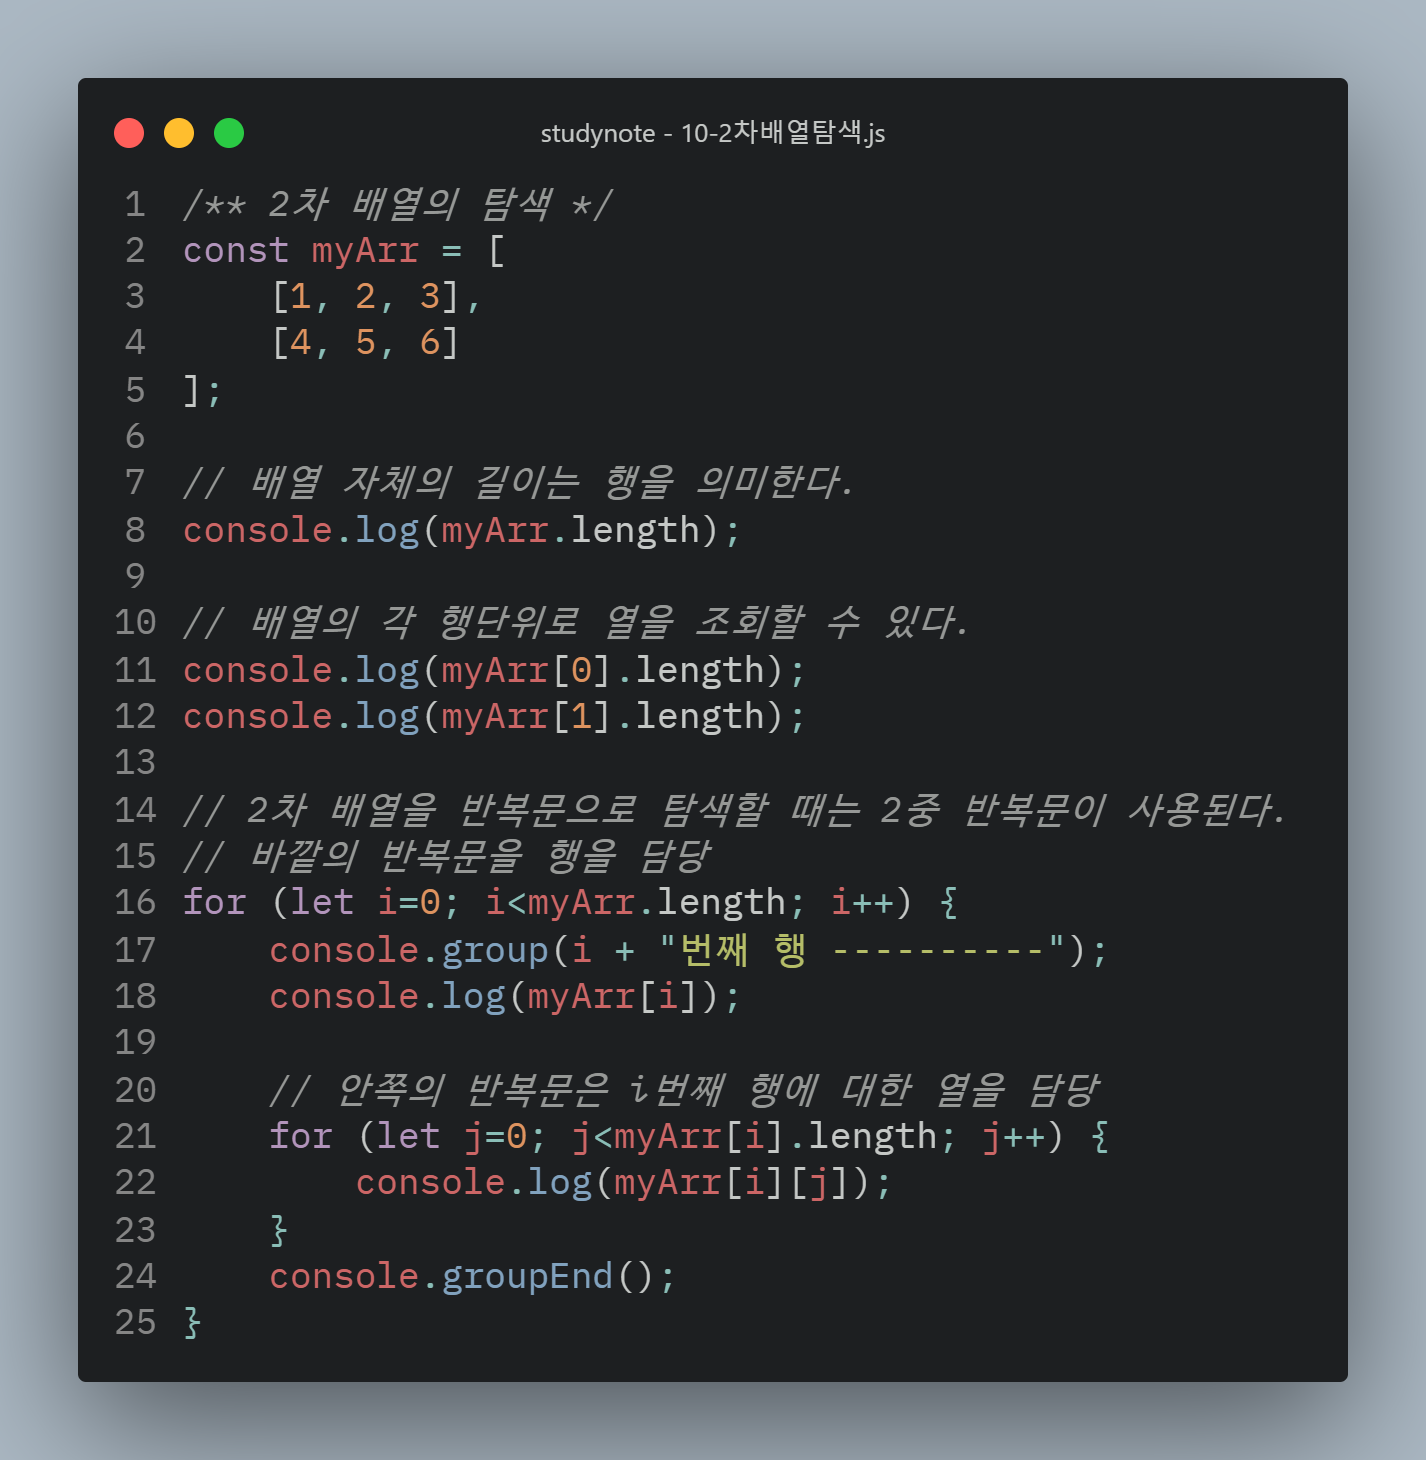 studynote - 10-2차배열탐색.js
1 /** 2차 배열의 탐색 */
2 const myArr = [
3     [1, 2, 3],
4     [4, 5, 6]
5 ];
6
7 // 배열 자체의 길이는 행을 의미한다.
8 console.log(myArr.length);
9
10 // 배열의 각 행단위로 열을 조회할 수 있다.
11 console.log(myArr[0].length);
12 console.log(myArr[1].length);
13
14 // 2차 배열을 반복문으로 탐색할 때는 2중 반복문이 사용된다.
15 // 바깥의 반복문을 행을 담당
16 for (let i=0; i<myArr.length; i++) {
17     console.group(i + "번째 행 ----------");
18     console.log(myArr[i]);
19
20     // 안쪽의 반복문은 i번째 행에 대한 열을 담당
21     for (let j=0; j<myArr[i].length; j++) {
22         console.log(myArr[i][j]);
23     }
24     console.groupEnd();
25 }